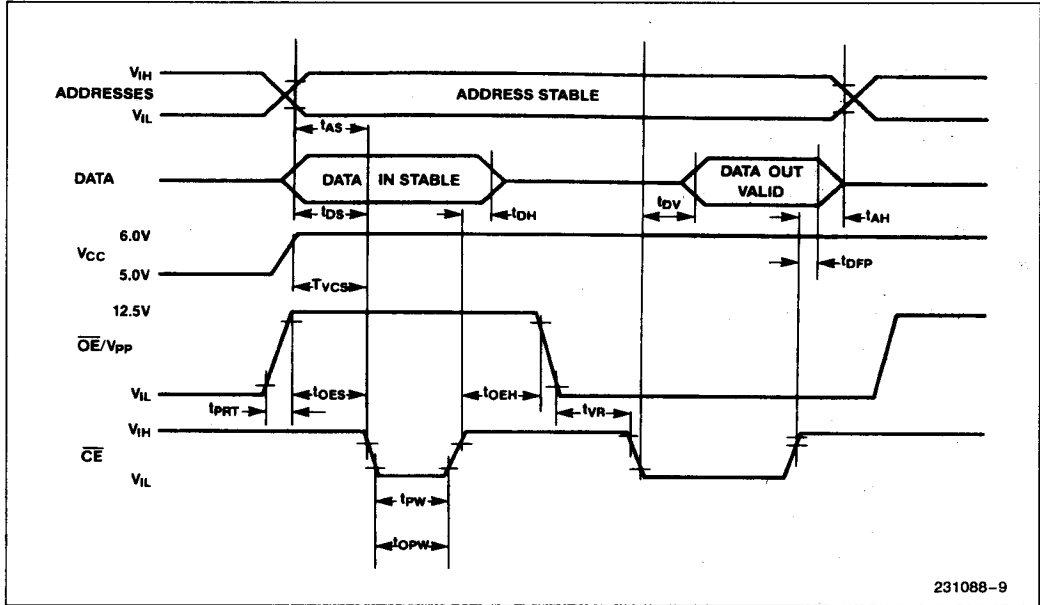 VIH
ADDRESSES
VIL
ADDRESS STABLE
tAS
DATA
DATA IN STABLE
DATA OUT
VALID
tDS
tDH
tDV
tAH
6.0V
VCC
5.0V
TVCS
tDFP
12.5V
OE/VPP
VIL
tPRT
tOES
tOEH
tVR
VIH
CE
VIL
tPW
tOPW
231088-9